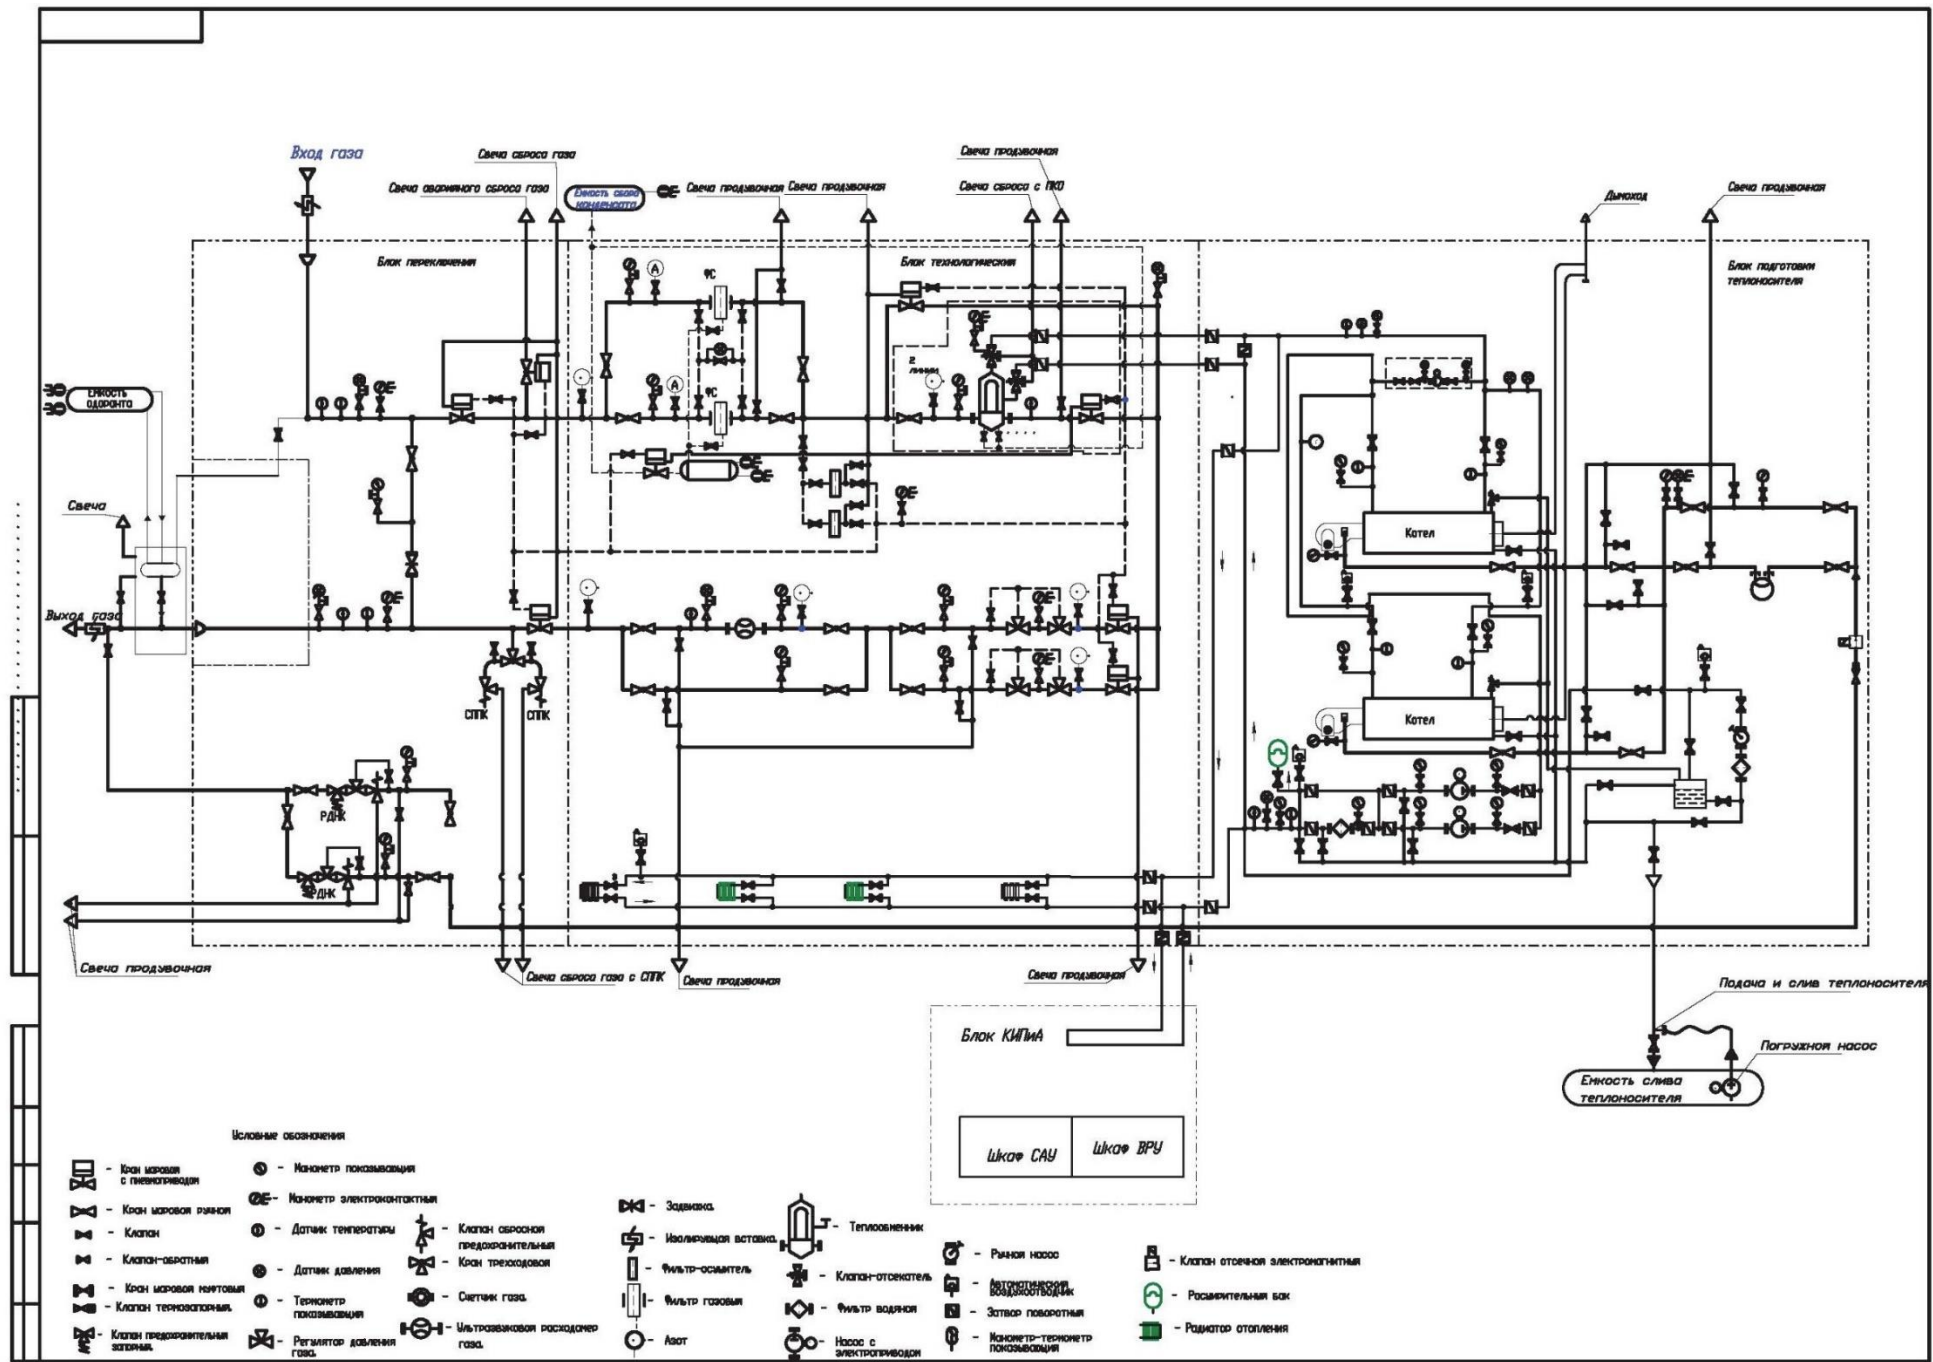 Вход газа
Свеча сброса газа
Свеча аварийного сброса газа
Емкость сбора
конденсата
Свеча продувочная
Свеча продувочная
Свеча продувочная
Свеча сброса с ПКО
Дымоход
Свеча продувочная
Блок переключения
Блок технологический
Блок подготовки
теплоносителя
ФС
А
2
линии
А
ФС
ЕМКОСТЬ
ОДОРАНТА
Свеча
Котел
Выход газа
СППК
СППК
Котел
РДНК
РДНК
Свеча продувочная
Свеча сброса газа с СППК
Свеча продувочная
Свеча продувочная
Подача и слив теплоносителя
Погружной насос
Емкость слива
теплоносителя
Блок КИПиА
Шкаф САУ
Шкаф ВРУ
Условные обозначения
- Кран шаровой
с пневмоприводом
- Кран шаровой ручной
- Клапан
- Клапан-обратный
- Кран шаровой муфтовый
- Клапан термозапорный.
- Клапан предохранительный
запорный.
- Манометр показывающий
- Манометр электроконтактный
- Датчик температуры
- Датчик давления
- Термометр
показывающий
- Регулятор давления
газа.
- Клапан сбросной
предохранительный
- Кран трехходовой
- Счетчик газа.
- Ультразвуковой расходомер
газа.
- Задвижка.
- Изолирующая вставка.
- Фильтр-осушитель
- Фильтр газовый
- Азот
- Теплообменник
- Клапан-отсекатель
- Фильтр водяной
- Насос с
электроприводом
- Ручной насос
- Автоматический
воздухоотводчик
- Затвор поворотный
- Манометр-термометр
показывающий
- Клапан отсечной электромагнитный
- Расширительный бак
- Радиатор отопления